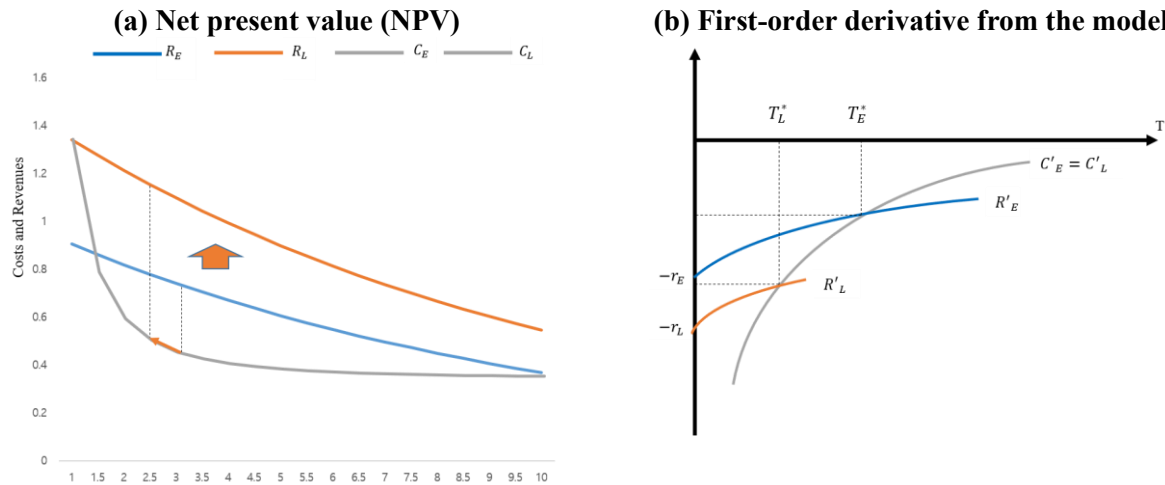 (a) Net present value (NPV)
R_E R_L C_E C_L
Costs and Revenues
1.6
1.4
1.2
1
0.8
0.6
0.4
0.2
0
1 1.5 2 2.5 3 3.5 4 4.5 5 5.5 6 6.5 7 7.5 8 8.5 9 9.5 10
(b) First-order derivative from the model
T*_L T*_E
T
C'_E = C'_L
R'_E
−r_E
R'_L
−r_L